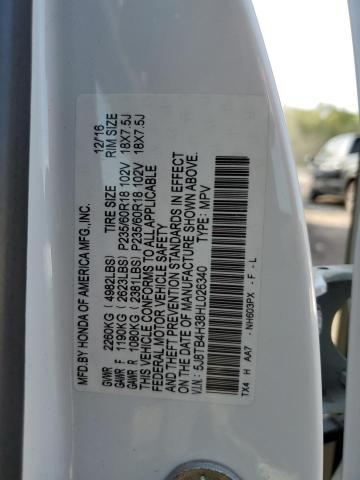 MFD.BY HONDA OF AMERICA MFG.,INC. 12/16
TIRE SIZE RIM SIZE
GVWR 2260KG ( 4982LBS)
GAWR F 1190KG ( 2623LBS) P235/60R18 102V 18X7.5J
GAWR R 1080KG ( 2381LBS) P235/60R18 102V 18X7.5J
THIS VEHICLE CONFORMS TO ALL APPLICABLE
FEDERAL MOTOR VEHICLE SAFETY, BUMPER,
AND THEFT PREVENTION STANDARDS IN EFFECT
ON THE DATE OF MANUFACTURE SHOWN ABOVE.
V.I.N.: 5J8TB4H38HL026340 TYPE: MPV
TX4 H AA7 - NH603PX - F - L